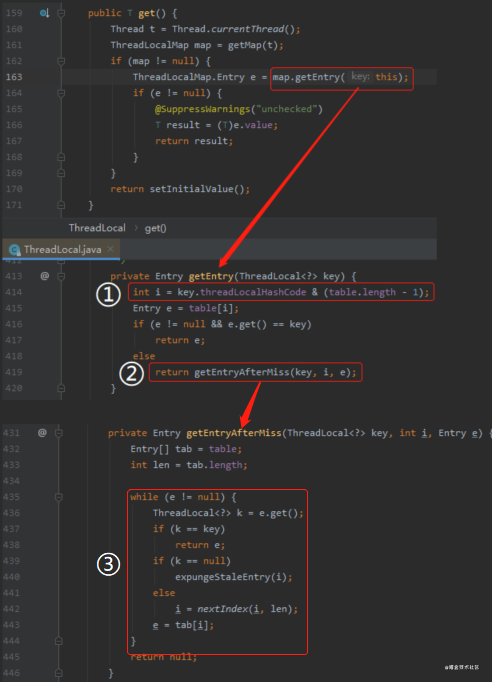 159 public T get() {
160 Thread t = Thread.currentThread();
161 ThreadLocalMap map = getMap(t);
162 if (map != null) {
163 ThreadLocalMap.Entry e = map.getEntry( key: this);
164 if (e != null) {
165 @SuppressWarnings("unchecked")
166 T result = (T)e.value;
167 return result;
168 }
169 }
170 return setInitialValue();
171 }
ThreadLocal › get()
ThreadLocal.java ×
413 @ private Entry getEntry(ThreadLocal<?> key) {
① 414 int i = key.threadLocalHashCode & (table.length - 1);
415 Entry e = table[i];
416 if (e != null && e.get() == key)
417 return e;
418 else
② 419 return getEntryAfterMiss(key, i, e);
420 }
431 @ private Entry getEntryAfterMiss(ThreadLocal<?> key, int i, Entry e) {
432 Entry[] tab = table;
433 int len = tab.length;
435 while (e != null) {
436 ThreadLocal<?> k = e.get();
437 if (k == key)
438 return e;
439 if (k == null)
③ 440 expungeStaleEntry(i);
441 else
442 i = nextIndex(i, len);
443 e = tab[i];
444 }
445 return null;
446 }
@掘金技术社区